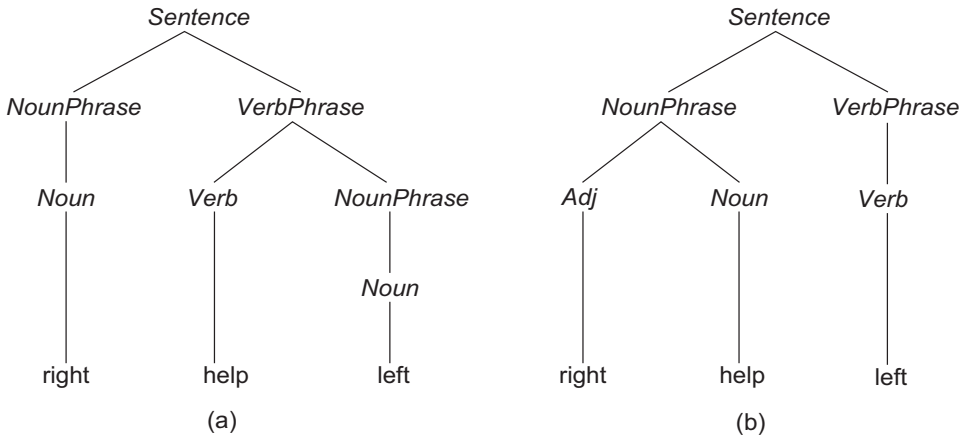 Sentence Sentence
NounPhrase VerbPhrase NounPhrase VerbPhrase
Noun Verb NounPhrase Adj Noun Verb
Noun
right help left right help left
(a) (b)